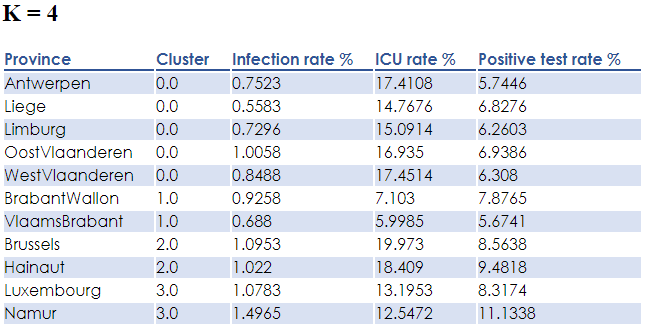 K = 4
Province Cluster Infection rate % ICU rate % Positive test rate %
Antwerpen 0.0 0.7523 17.4108 5.7446
Liege 0.0 0.5583 14.7676 6.8276
Limburg 0.0 0.7296 15.0914 6.2603
OostVlaanderen 0.0 1.0058 16.935 6.9386
WestVlaanderen 0.0 0.8488 17.4514 6.308
BrabantWallon 1.0 0.9258 7.103 7.8765
VlaamsBrabant 1.0 0.688 5.9985 5.6741
Brussels 2.0 1.0953 19.973 8.5638
Hainaut 2.0 1.022 18.409 9.4818
Luxembourg 3.0 1.0783 13.1953 8.3174
Namur 3.0 1.4965 12.5472 11.1338